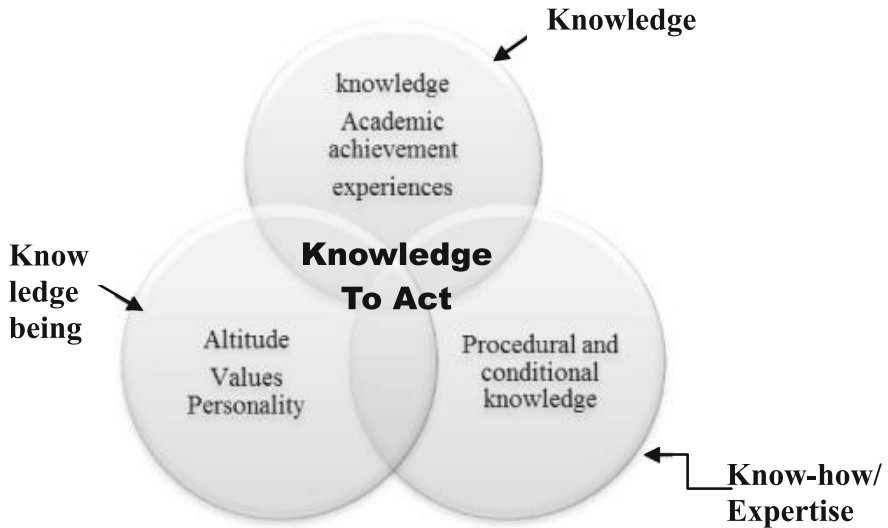 Knowledge
knowledge
Academic
achievement
experiences
Knowledge
To Act
Know
ledge
being
Altitude
Values
Personality
Procedural and
conditional
knowledge
Know-how/
Expertise